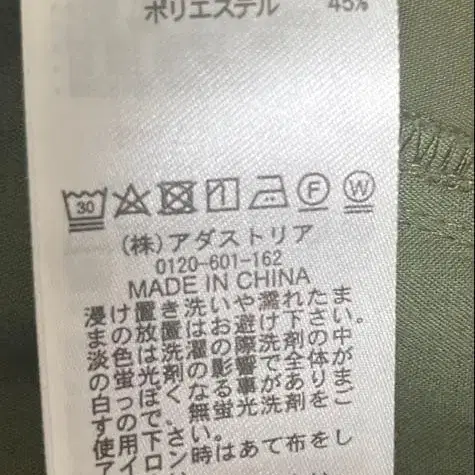 ポリエステル 45%
30 F W
(株)アダストリア
0120-601-162
MADE IN CHINA
浸け置き洗いや濡れたま
まの放置はお避け下さい。
淡色は洗濯の際洗剤の中
の蛍光剤の影響で全体が
白っぽくなる事がありま
すので、無蛍光洗剤をご
使用下さい。
アイロン時はあて布をし